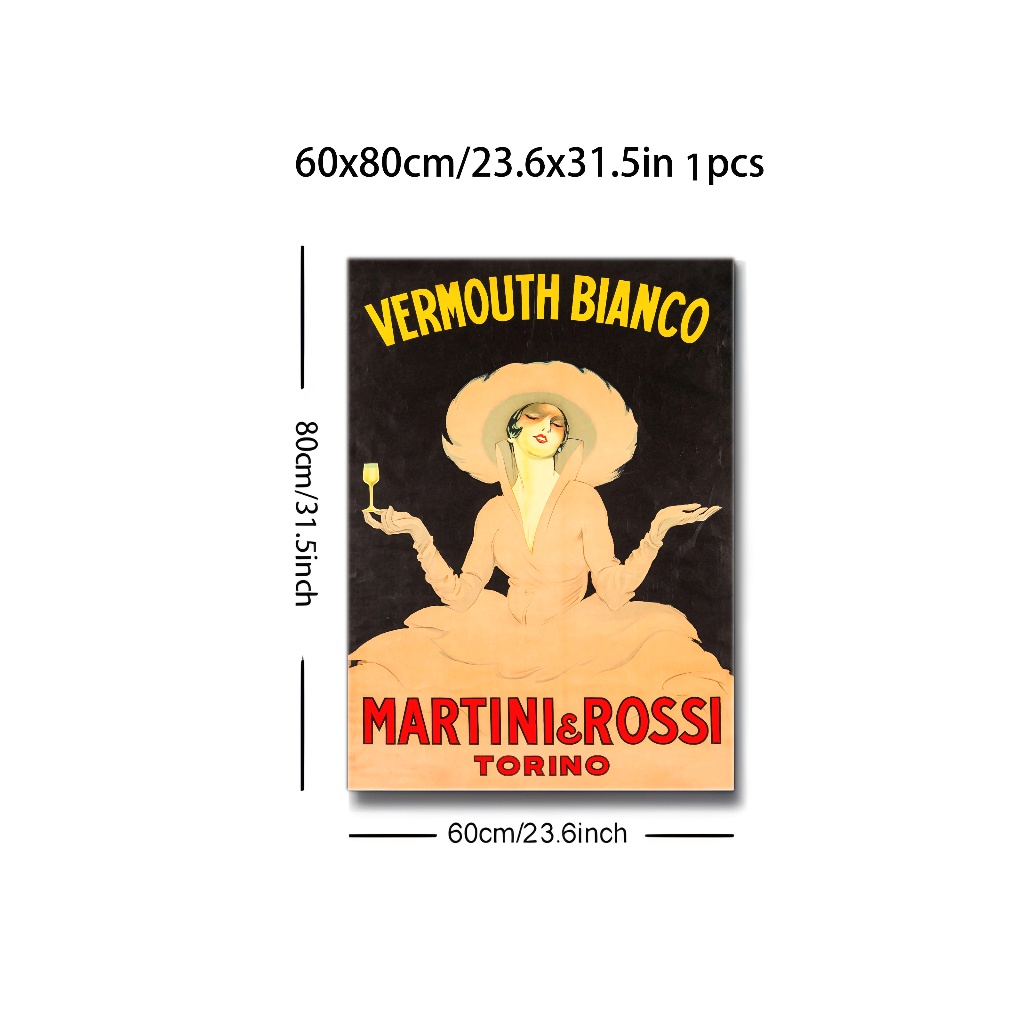 60x80cm/23.6x31.5in 1pcs
VERMOUTH BIANCO
80cm/31.5inch
MARTINI&ROSSI
TORINO
60cm/23.6inch